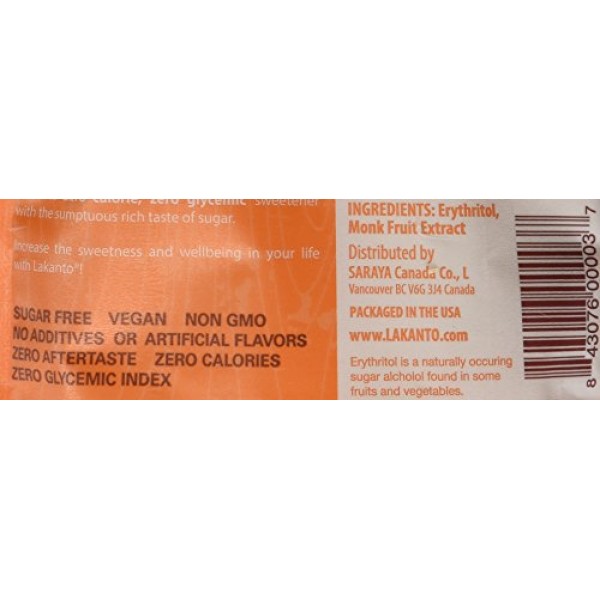 calorie, zero glycemic sweetener
with the sumptuous rich taste of sugar.
Increase the sweetness and wellbeing in your life
with Lakanto®!
SUGAR FREE VEGAN NON GMO
NO ADDITIVES OR ARTIFICIAL FLAVORS
ZERO AFTERTASTE ZERO CALORIES
ZERO GLYCEMIC INDEX
INGREDIENTS: Erythritol,
Monk Fruit Extract
Distributed by
SARAYA Canada Co., L
Vancouver BC V6G 3J4 Canada
PACKAGED IN THE USA
www.LAKANTO.com
Erythritol is a naturally occuring
sugar alcholol found in some
fruits and vegetables.
8 43076 00003 7